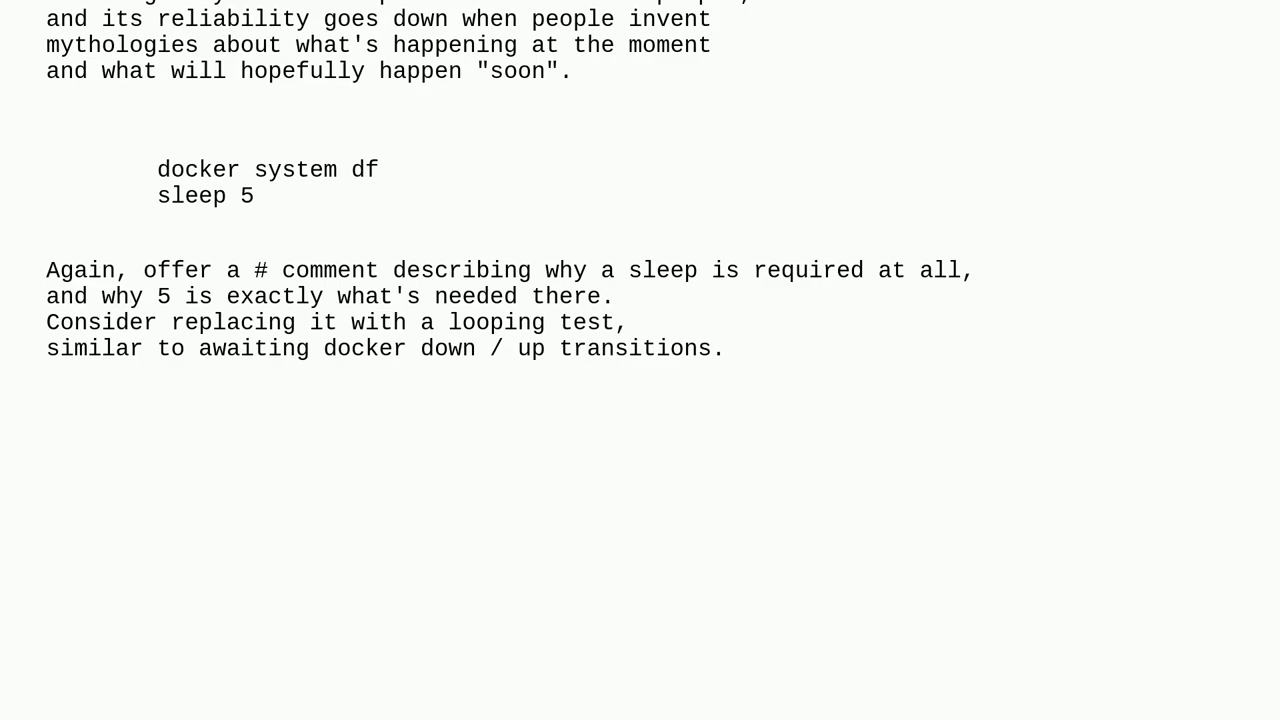 and its reliability goes down when people invent
mythologies about what's happening at the moment
and what will hopefully happen "soon".
docker system df
sleep 5
Again, offer a # comment describing why a sleep is required at all,
and why 5 is exactly what's needed there.
Consider replacing it with a looping test,
similar to awaiting docker down / up transitions.